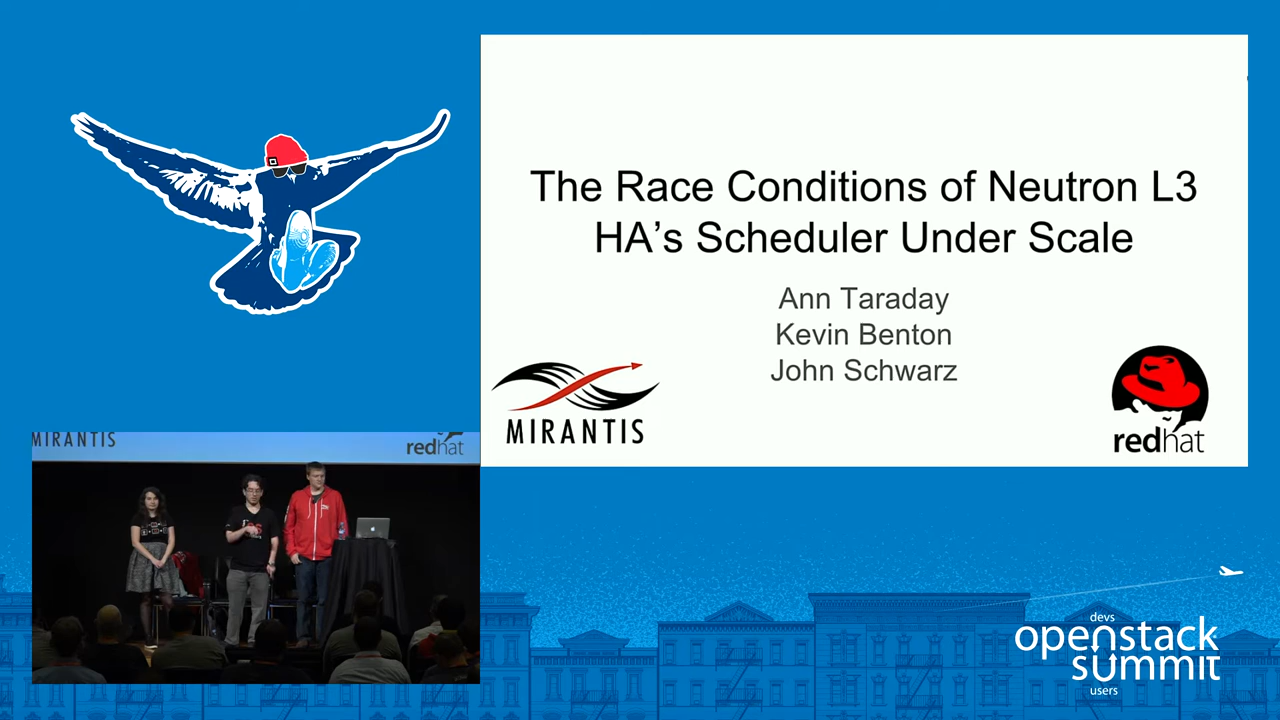 The Race Conditions of Neutron L3
HA's Scheduler Under Scale
Ann Taraday
Kevin Benton
John Schwarz
MIRANTIS
redhat
MIRANTIS
redhat
devs
openstack
summit
users